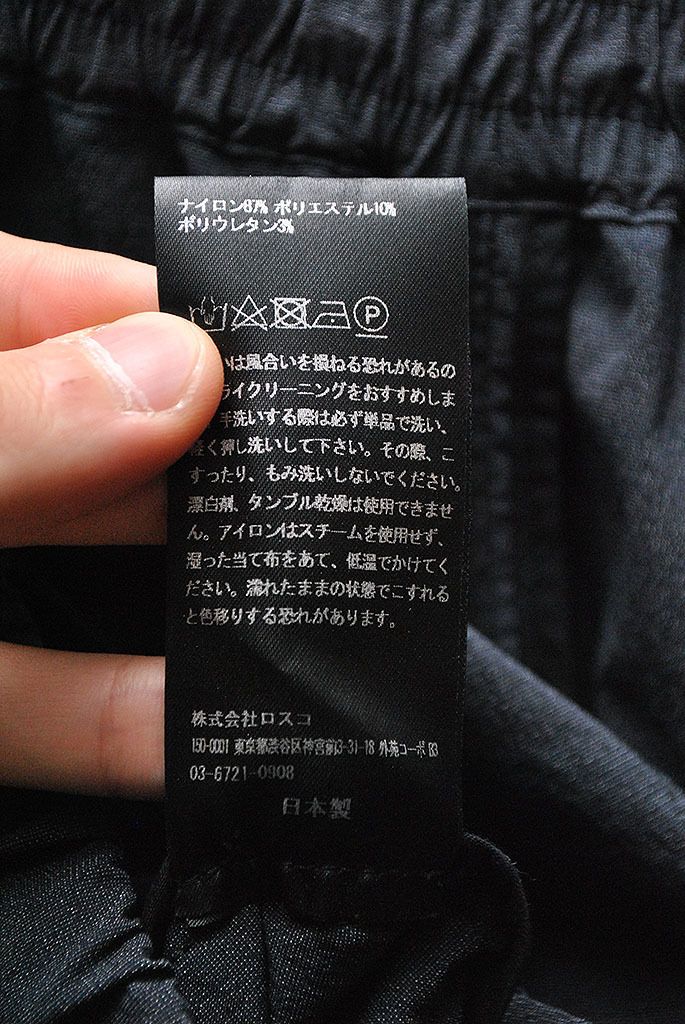 ナイロン87% ポリエステル10%
ポリウレタン3%
P
いは風合いを損ねる恐れがあるの
ライクリーニングをおすすめしま
手洗いする際は必ず単品で洗い、
軽く押し洗いして下さい。その際、こ
すったり、もみ洗いしないでください。
漂白剤、タンブル乾燥は使用できませ
ん。アイロンはスチームを使用せず、
湿った当て布をあて、低温でかけてく
ださい。濡れたままの状態でこすれる
と色移りする恐れがあります。
株式会社ロスコ
150-0001 東京都渋谷区神宮前3-31-18 外苑コーポ B3
03-6721-0908
日本製